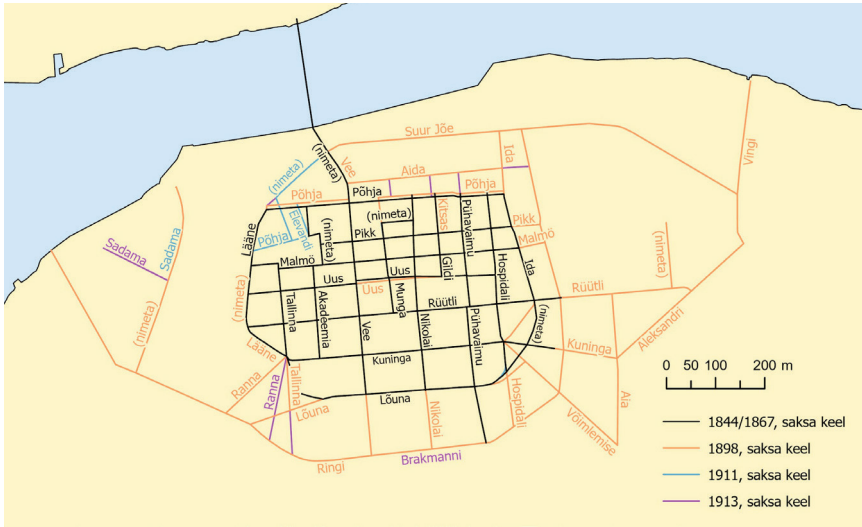 Suur Jõe
Vingi
(nimeta)
Vee
Ida
Aida
(nimeta)
Põhja
Põhja
Põhja
Elevandi
(nimeta)
Kitsas
Pühavaimu
Lääne
Põhja
(nimeta)
Pikk
Pikk
Malmö
Sadama
Sadama
Malmö
Uus
Uus
Gildi
Hospidali
Ida
(nimeta)
(nimeta)
(nimeta)
Tallinna
Akadeemia
Uus
Munga
Rüütli
Rüütli
Vee
Nikolai
Pühavaimu
(nimeta)
Aleksandri
Lääne
Kuninga
Kuninga
Ranna
Ranna
Tallinna
Lõuna
Lõuna
Nikolai
Hospidali
Võimlemise
Aia
Ringi
Brakmanni
0 50 100 200 m
1844/1867, saksa keel
1898, saksa keel
1911, saksa keel
1913, saksa keel